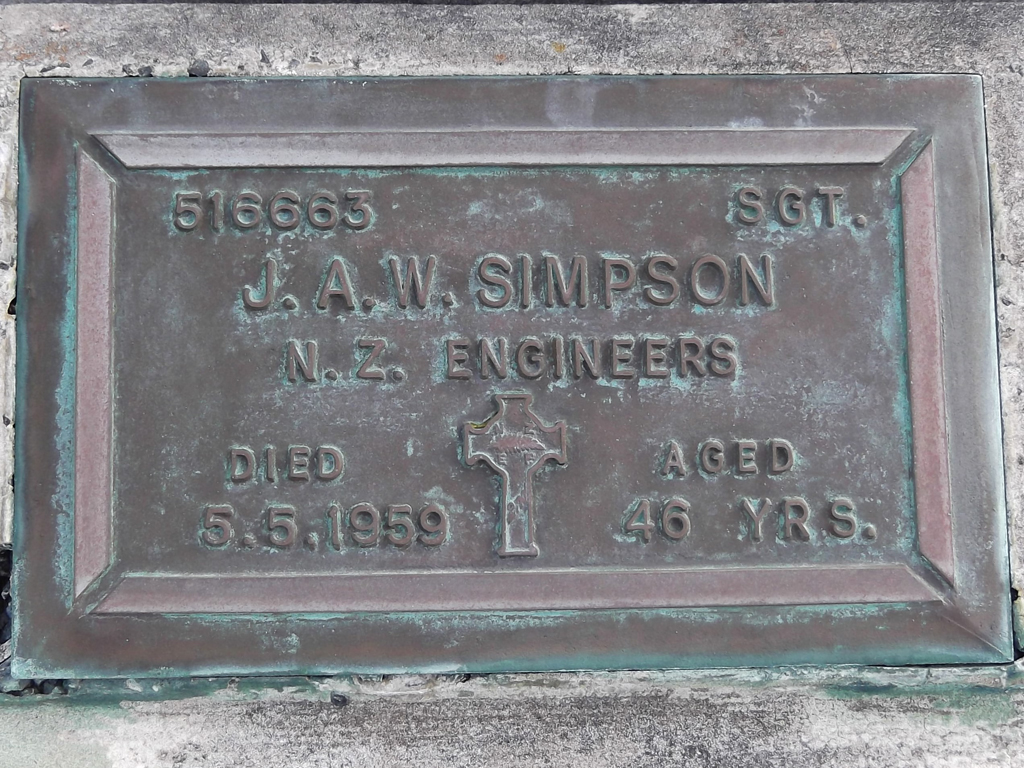 516663 SGT.
J. A. W. SIMPSON
N. Z. ENGINEERS
DIED AGED
5.5.1959 46 YRS.